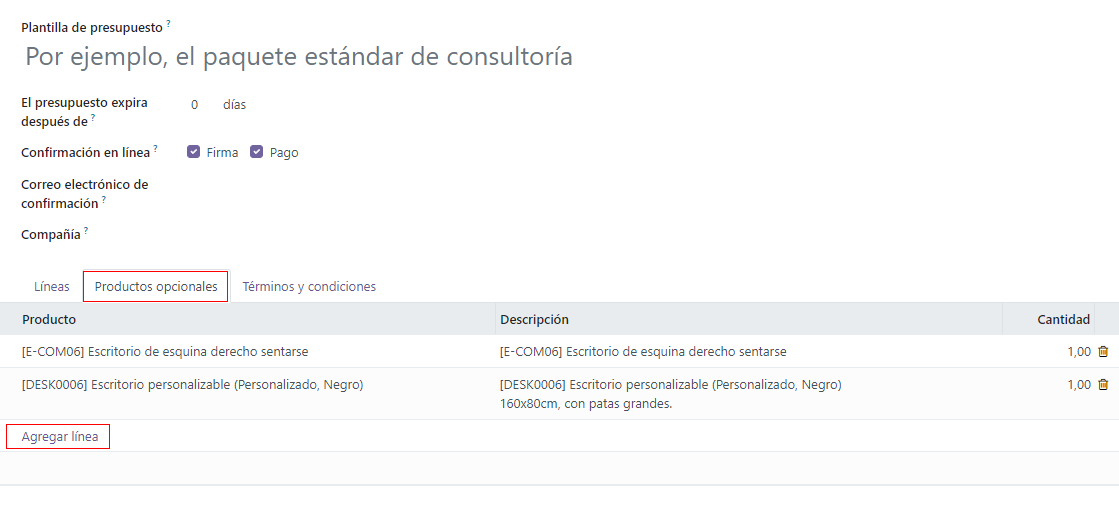 Plantilla de presupuesto ?
Por ejemplo, el paquete estándar de consultoría
El presupuesto expira
después de ?
0 días
Confirmación en línea ?
Firma Pago
Correo electrónico de
confirmación ?
Compañía ?
Líneas Productos opcionales Términos y condiciones
Producto Descripción Cantidad
[E-COM06] Escritorio de esquina derecho sentarse [E-COM06] Escritorio de esquina derecho sentarse 1,00
[DESK0006] Escritorio personalizable (Personalizado, Negro) [DESK0006] Escritorio personalizable (Personalizado, Negro) 1,00
160x80cm, con patas grandes.
Agregar línea